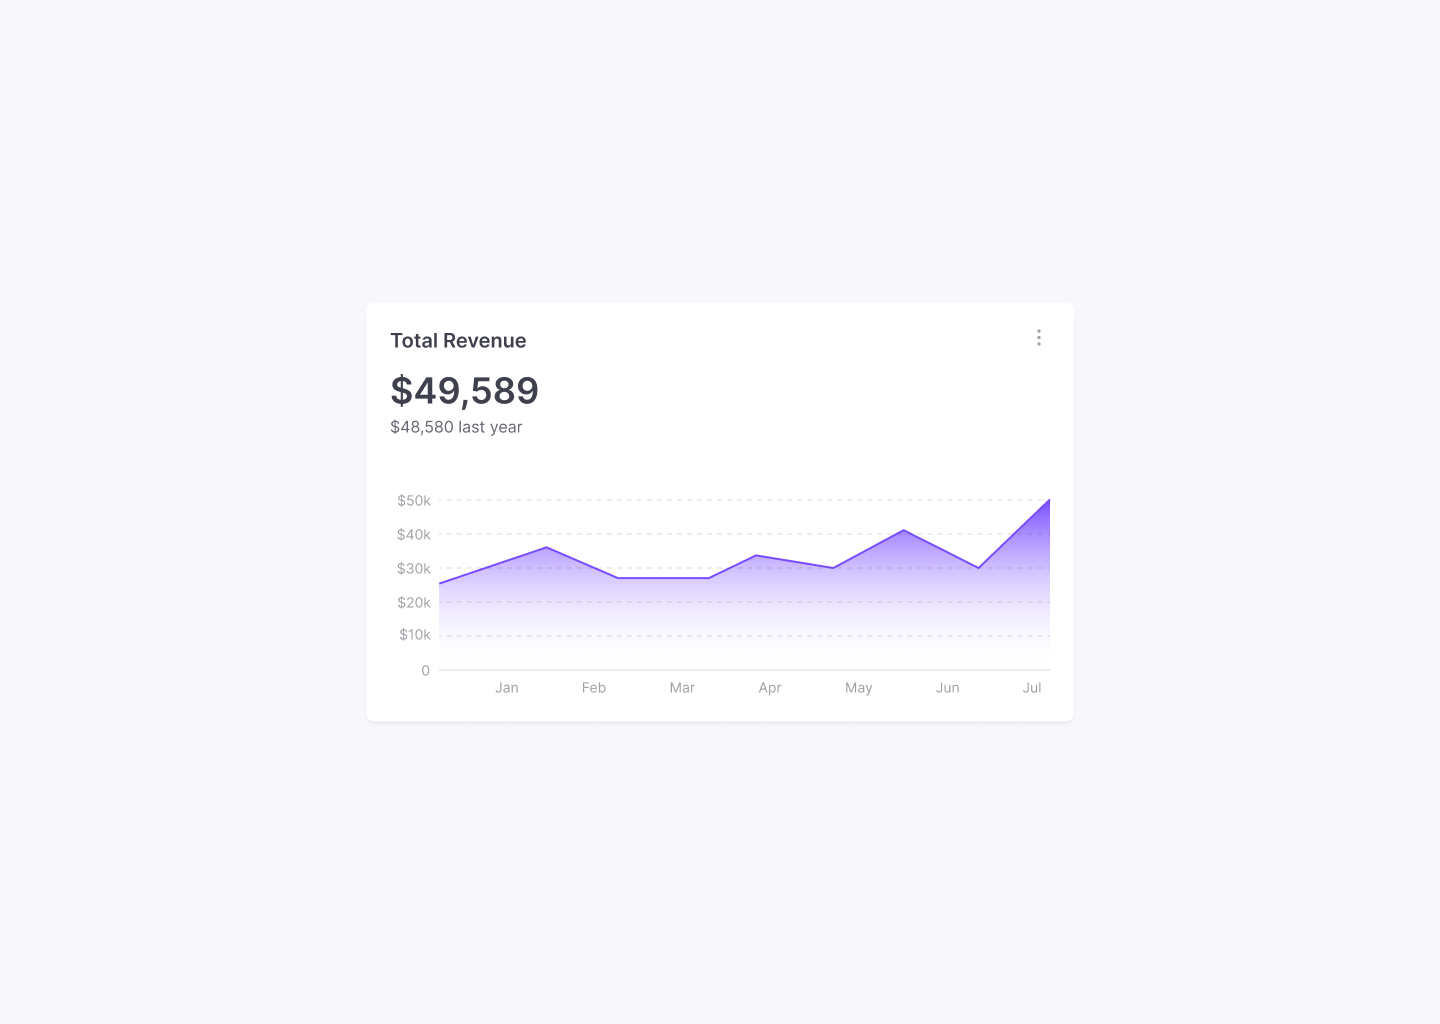 Total Revenue
$49,589
$48,580 last year
$50k
$40k
$30k
$20k
$10k
0
Jan Feb Mar Apr May Jun Jul